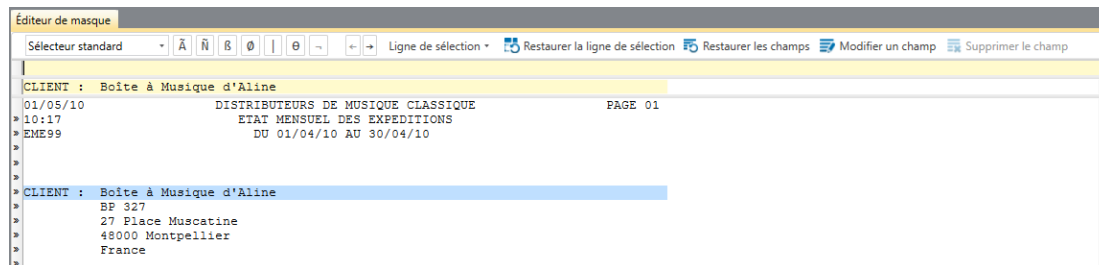 Éditeur de masque
Sélecteur standard Ã Ñ ß Ø | θ ¬ ← → Ligne de sélection Restaurer la ligne de sélection Restaurer les champs Modifier un champ Supprimer le champ
CLIENT : Boîte à Musique d'Aline
01/05/10 DISTRIBUTEURS DE MUSIQUE CLASSIQUE PAGE 01
» 10:17 ETAT MENSUEL DES EXPEDITIONS
» EME99 DU 01/04/10 AU 30/04/10
»
»
»
» CLIENT : Boîte à Musique d'Aline
» BP 327
» 27 Place Muscatine
» 48000 Montpellier
» France
»